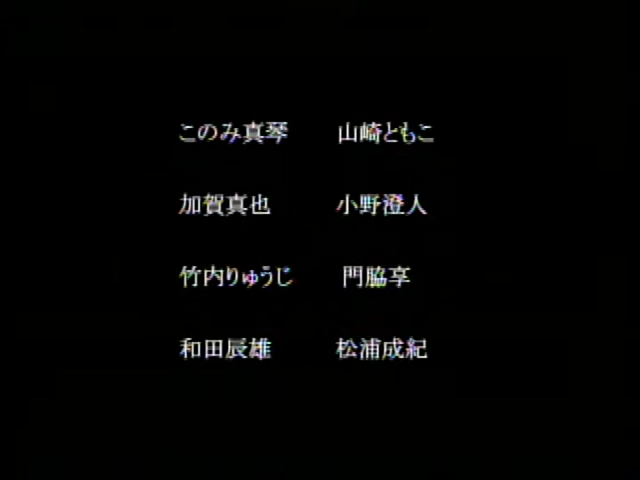 このみ真琴　　山崎ともこ
加賀真也　　小野澄人
竹内りゅうじ　　門脇享
和田辰雄　　松浦成紀